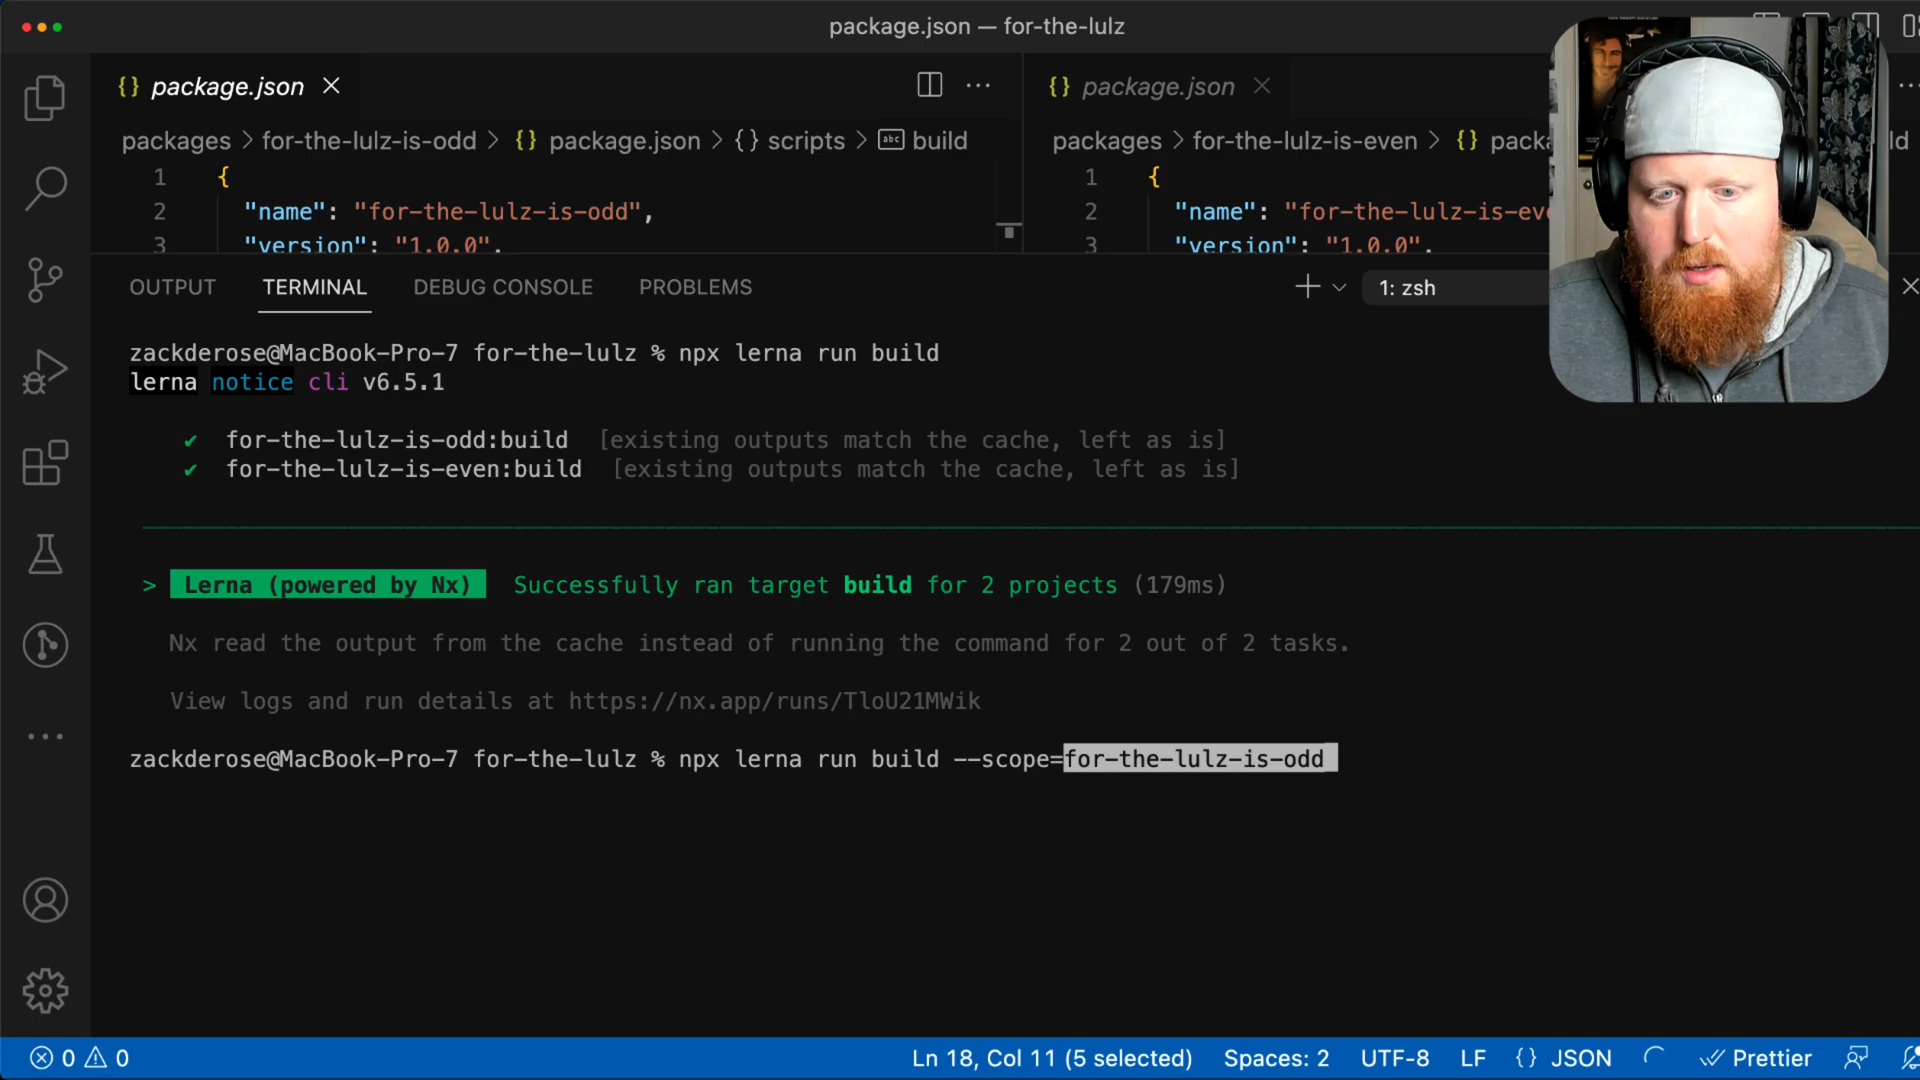 package.json — for-the-lulz
{} package.json
packages > for-the-lulz-is-odd > {} package.json > {} scripts > abc build
1 {
2 "name": "for-the-lulz-is-odd",
3 "version": "1.0.0",
{} package.json
packages > for-the-lulz-is-even > {} packa
ld
1 {
2 "name": "for-the-lulz-is-eve
3 "version": "1.0.0",
OUTPUT TERMINAL DEBUG CONSOLE PROBLEMS
1: zsh
zackderose@MacBook-Pro-7 for-the-lulz % npx lerna run build
lerna notice cli v6.5.1
✔ for-the-lulz-is-odd:build [existing outputs match the cache, left as is]
✔ for-the-lulz-is-even:build [existing outputs match the cache, left as is]
> Lerna (powered by Nx) Successfully ran target build for 2 projects (179ms)
Nx read the output from the cache instead of running the command for 2 out of 2 tasks.
View logs and run details at https://nx.app/runs/TloU21MWik
zackderose@MacBook-Pro-7 for-the-lulz % npx lerna run build --scope=for-the-lulz-is-odd
0 0 Ln 18, Col 11 (5 selected) Spaces: 2 UTF-8 LF {} JSON Prettier